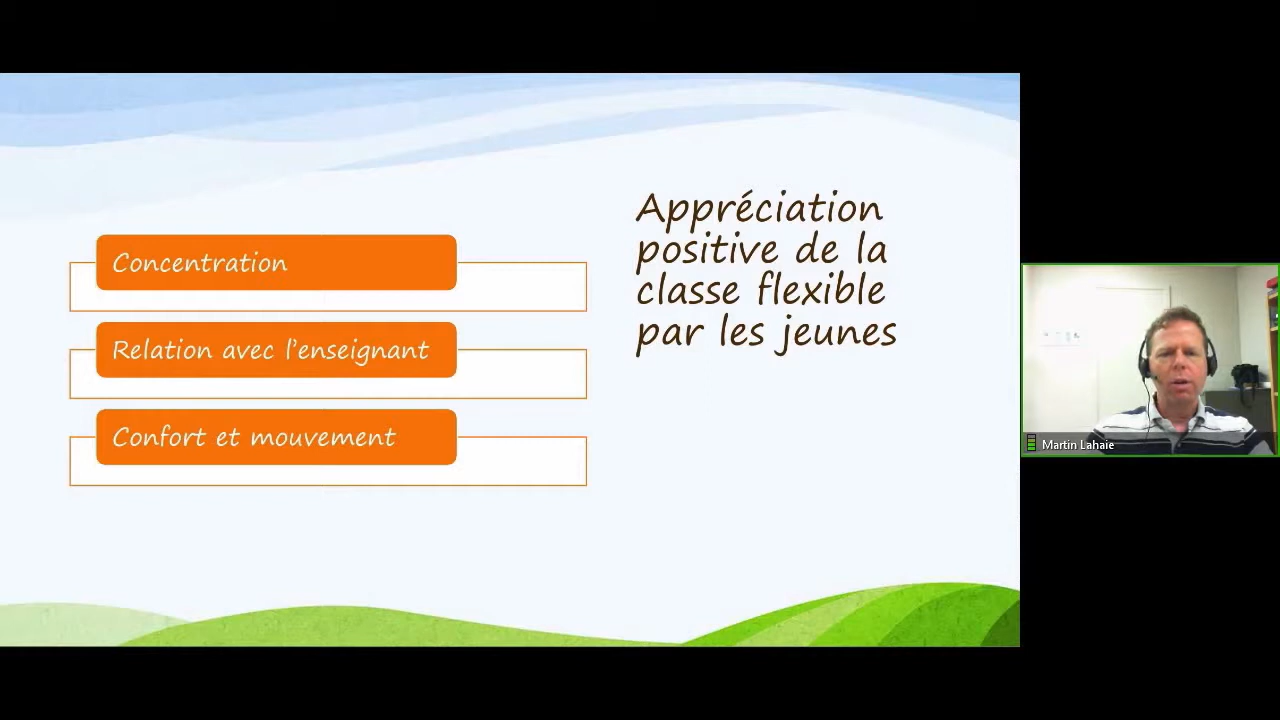 Appréciation
positive de la
classe flexible
par les jeunes
Concentration
Relation avec l'enseignant
Confort et mouvement
Martin Lahaie